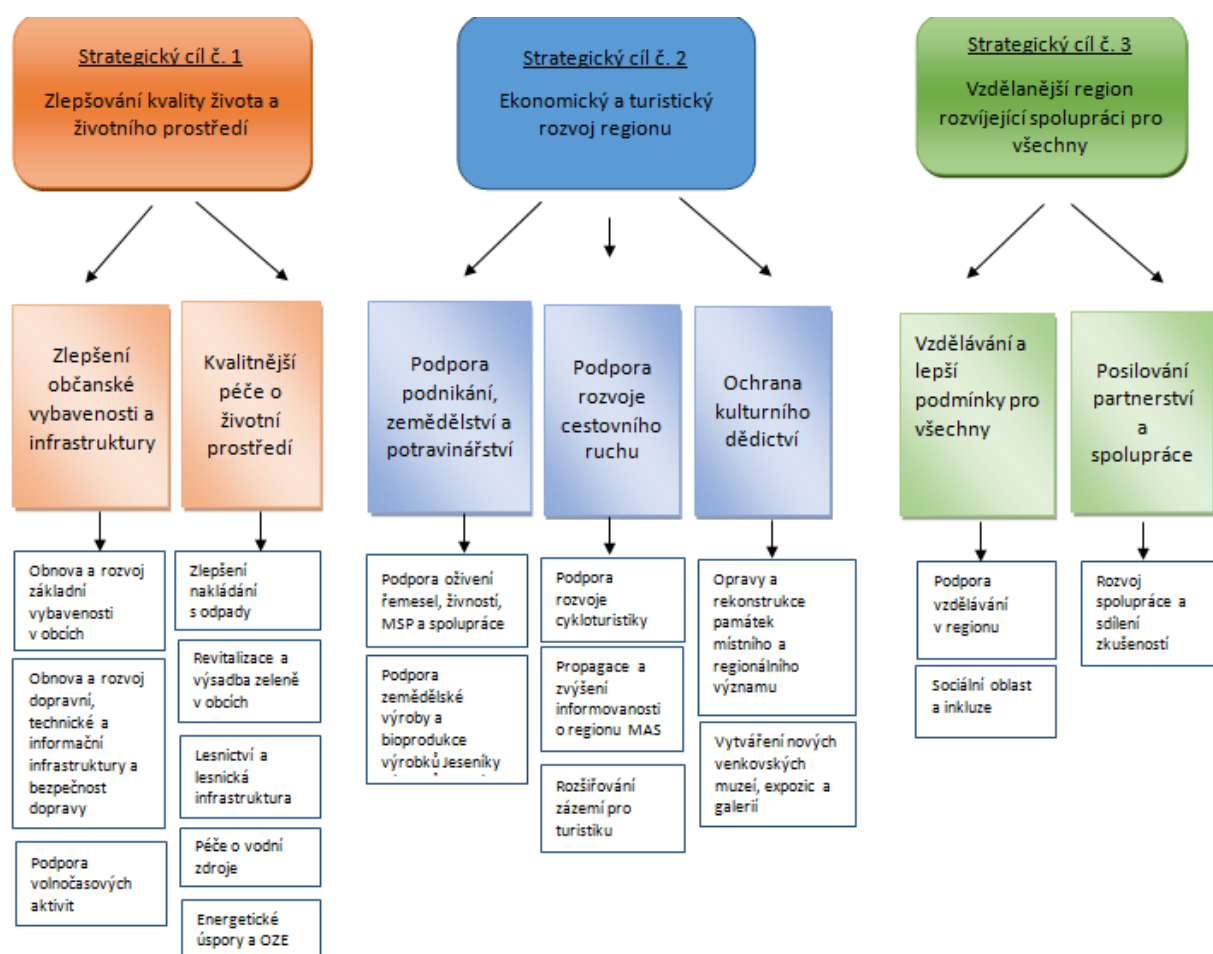 Strategický cíl č. 1
Zlepšování kvality života a
životního prostředí
Strategický cíl č. 2
Ekonomický a turistický
rozvoj regionu
Strategický cíl č. 3
Vzdělanější region
rozvíjející spolupráci pro
všechny
Zlepšení
občanské
vybavenosti a
infrastruktury
Kvalitnější
péče o
životní
prostředí
Podpora
podnikání,
zemědělství a
potravinářství
Podpora
rozvoje
cestovního
ruchu
Ochrana
kulturního
dědictví
Vzdělávání a
lepší
podmínky pro
všechny
Posilování
partnerství
a
spolupráce
Obnova a rozvoj
základní
vybavenosti
v obcích
Obnova a rozvoj
dopravní,
technické a
informační
infrastruktury a
bezpečnost
dopravy
Podpora
volnočasových
aktivit
Zlepšení
nakládání
s odpady
Revitalizace a
výsadba zeleně
v obcích
Lesnictví a
lesnická
infrastruktura
Péče o vodní
zdroje
Energetické
úspory a OZE
Podpora oživení
řemesel, živností,
MSP a spolupráce
Podpora
zemědělské
výroby a
bioprodukce
výrobků Jeseníky
Podpora
rozvoje
cykloturistiky
Propagace a
zvýšení
informovanosti
o regionu MAS
Rozšiřování
zázemí pro
turistiku
Opravy a
rekonstrukce
památek
místního a
regionálního
významu
Vytváření nových
venkovských
muzeí, expozic a
galerií
Podpora
vzdělávání
v regionu
Sociální oblast
a inkluze
Rozvoj
spolupráce a
sdílení
zkušeností